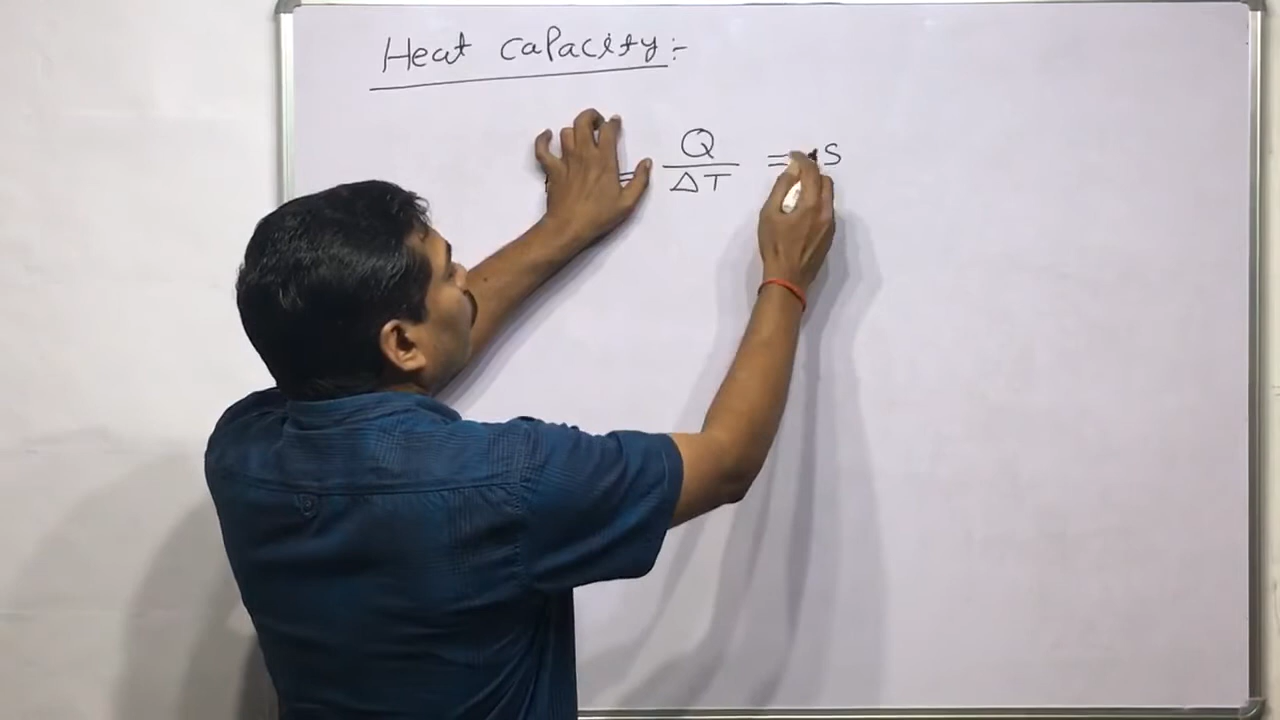 Heat capacity :-
= Q/ΔT = S